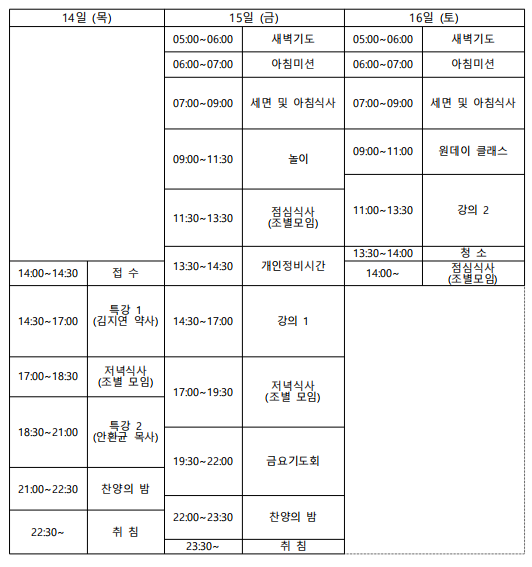 14일 (목) 15일 (금) 16일 (토)
05:00~06:00 새벽기도 05:00~06:00 새벽기도
06:00~07:00 아침미션 06:00~07:00 아침미션
07:00~09:00 세면 및 아침식사 07:00~09:00 세면 및 아침식사
09:00~11:30 놀이 09:00~11:00 원데이 클래스
11:30~13:30 점심식사
(조별모임)
11:00~13:30 강의 2
13:30~14:00 청 소
14:00~14:30 접 수 13:30~14:30 개인정비시간 14:00~ 점심식사
(조별모임)
14:30~17:00 특강 1
(김지연 약사)
14:30~17:00 강의 1
17:00~18:30 저녁식사
(조별 모임)
17:00~19:30 저녁식사
(조별 모임)
18:30~21:00 특강 2
(안환균 목사)
19:30~22:00 금요기도회
21:00~22:30 찬양의 밤
22:00~23:30 찬양의 밤
22:30~ 취 침
23:30~ 취 침